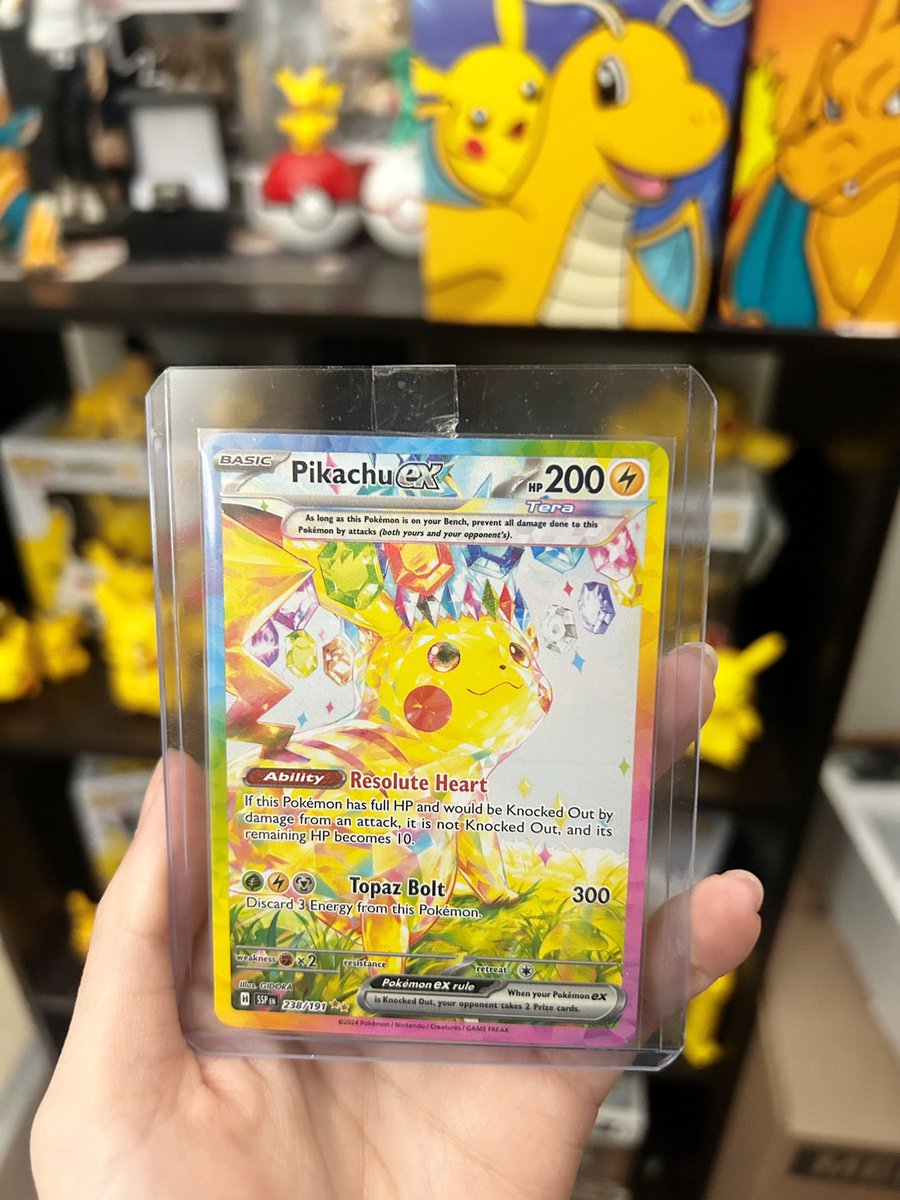 BASIC Pikachu ex HP 200
Tera
As long as this Pokémon is on your Bench, prevent all damage done to this
Pokémon by attacks (both yours and your opponent's).
Ability Resolute Heart
If this Pokémon has full HP and would be Knocked Out by
damage from an attack, it is not Knocked Out, and its
remaining HP becomes 10.
Topaz Bolt 300
Discard 3 Energy from this Pokémon.
weakness ×2 resistance retreat
Illus. GIDORA
Pokémon ex rule When your Pokémon ex
is Knocked Out, your opponent takes 2 Prize cards.
H SSP EN 238/191
©2024 Pokémon / Nintendo / Creatures / GAME FREAK